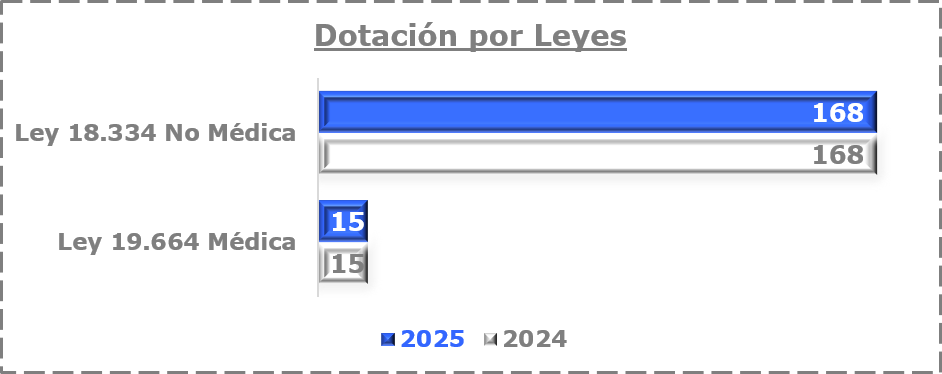 Dotación por Leyes
Ley 18.334 No Médica
168
168
Ley 19.664 Médica
15
15
2025
2024